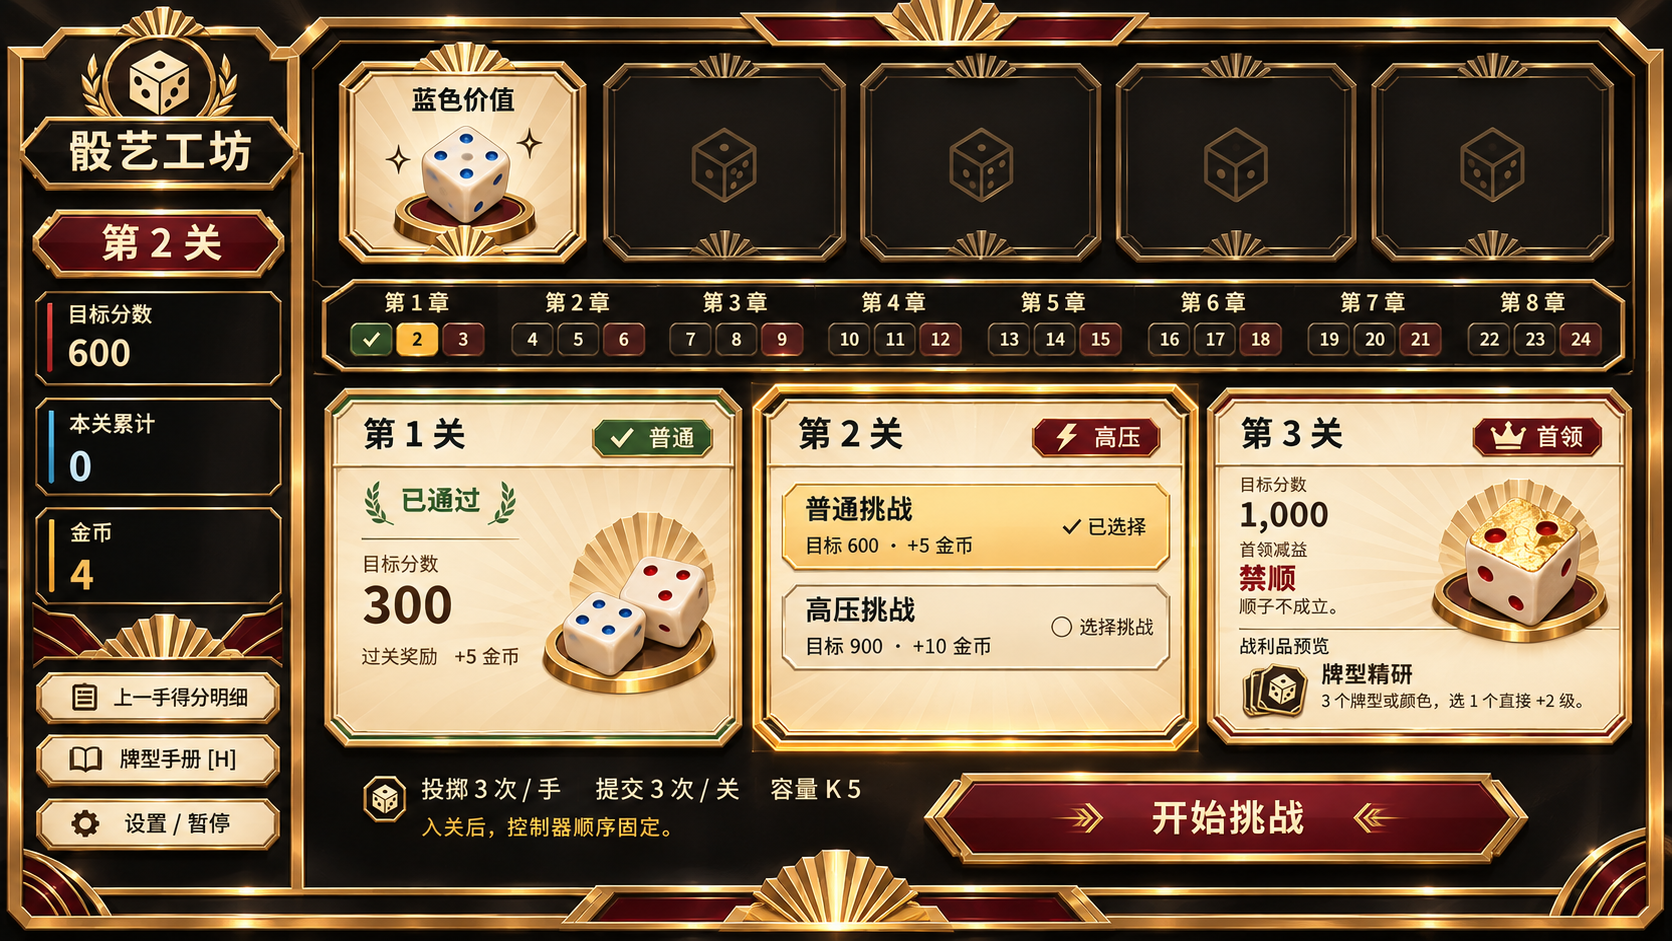 骰艺工坊
第 2 关
目标分数
600
本关累计
0
金币
4
上一手得分明细
牌型手册 [H]
设置 / 暂停
蓝色价值
第 1 章
2 3
第 2 章
4 5 6
第 3 章
7 8 9
第 4 章
10 11 12
第 5 章
13 14 15
第 6 章
16 17 18
第 7 章
19 20 21
第 8 章
22 23 24
第 1 关
普通
已通过
目标分数
300
过关奖励 +5 金币
第 2 关
高压
普通挑战
目标 600 · +5 金币
已选择
高压挑战
目标 900 · +10 金币
选择挑战
第 3 关
首领
目标分数
1,000
首领减益
禁顺
顺子不成立。
战利品预览
牌型精研
3 个牌型或颜色，选 1 个直接 +2 级。
投掷 3 次 / 手 提交 3 次 / 关 容量 K 5
入关后，控制器顺序固定。
开始挑战